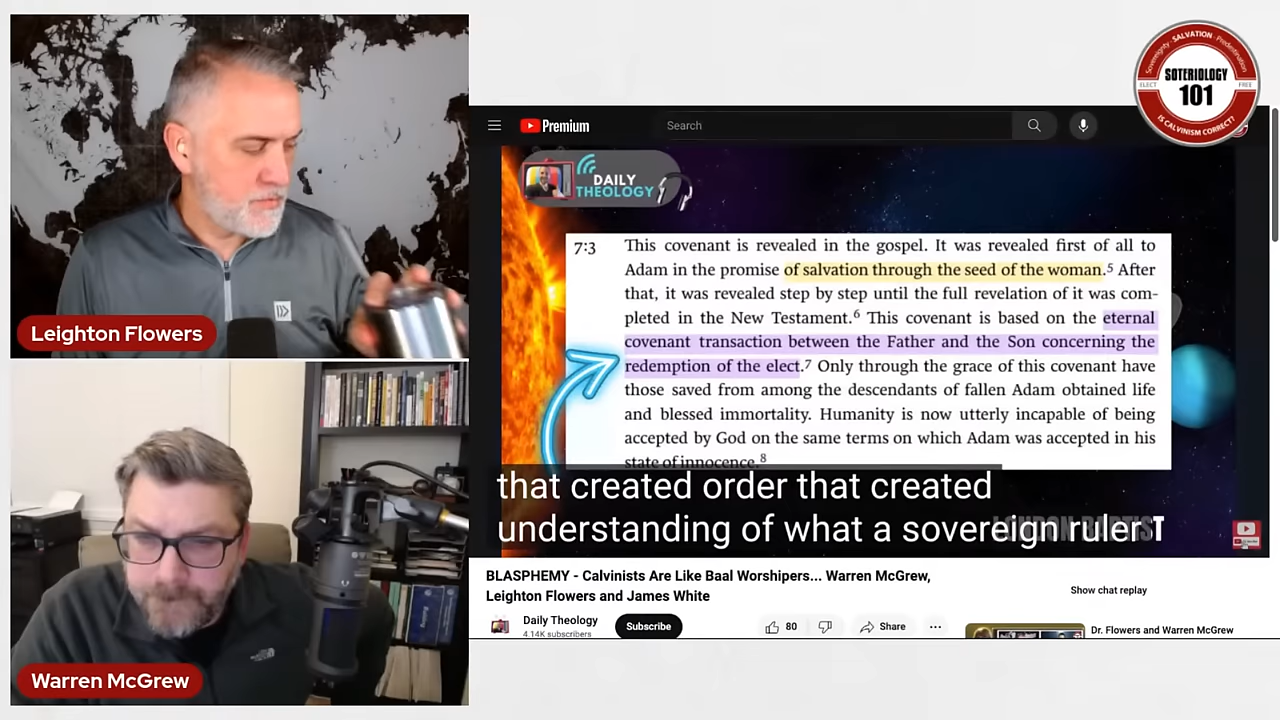 Leighton Flowers
Warren McGrew
Sovereignty · SALVATION · Predestination
ELECT
SOTERIOLOGY
101
FREE
IS CALVINISM CORRECT?
Premium
Search
DAILY
THEOLOGY
7:3 This covenant is revealed in the gospel. It was revealed first of all to
Adam in the promise of salvation through the seed of the woman.5 After
that, it was revealed step by step until the full revelation of it was com-
pleted in the New Testament.6 This covenant is based on the eternal
covenant transaction between the Father and the Son concerning the
redemption of the elect.7 Only through the grace of this covenant have
those saved from among the descendants of fallen Adam obtained life
and blessed immortality. Humanity is now utterly incapable of being
accepted by God on the same terms on which Adam was accepted in his
state of innocence.8
that created order that created
understanding of what a sovereign ruler
BLASPHEMY - Calvinists Are Like Baal Worshipers... Warren McGrew,
Leighton Flowers and James White
Show chat replay
Daily Theology
4.14K subscribers
Subscribe
80
Share
Dr. Flowers and Warren McGrew